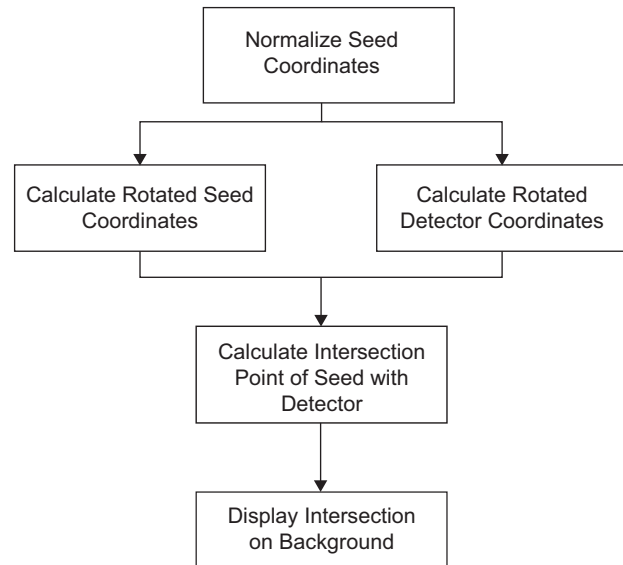 Normalize Seed
Coordinates
Calculate Rotated Seed
Coordinates
Calculate Rotated
Detector Coordinates
Calculate Intersection
Point of Seed with
Detector
Display Intersection
on Background